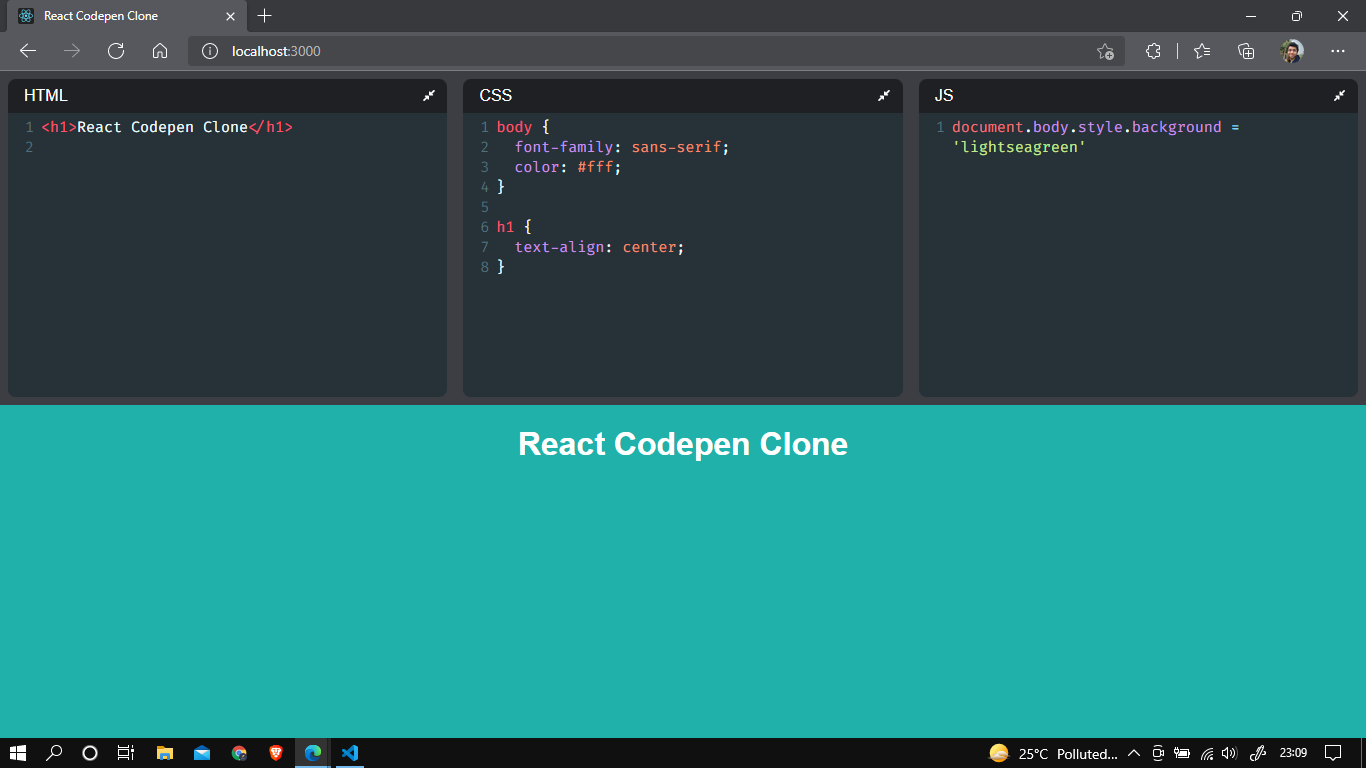 React Codepen Clone
localhost:3000
HTML
1 <h1>React Codepen Clone</h1>
2
CSS
1 body {
2   font-family: sans-serif;
3   color: #fff;
4 }
5
6 h1 {
7   text-align: center;
8 }
JS
1 document.body.style.background =
'lightseagreen'
React Codepen Clone
25°C Polluted... 23:09